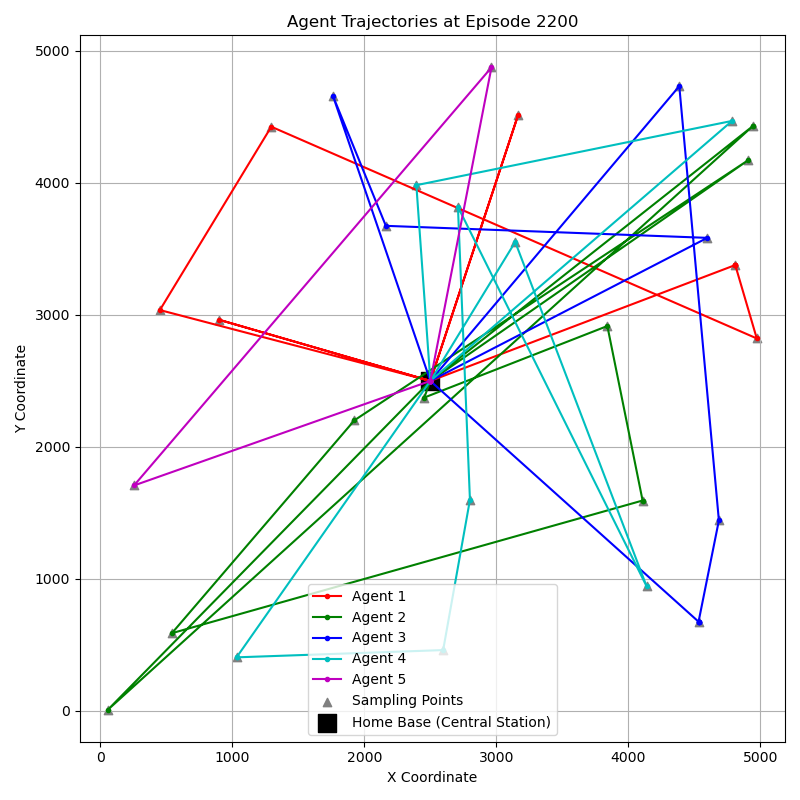 Agent Trajectories at Episode 2200
5000
4000
3000
2000
1000
0
Y Coordinate
Agent 1
Agent 2
Agent 3
Agent 4
Agent 5
Sampling Points
Home Base (Central Station)
0 1000 2000 3000 4000 5000
X Coordinate